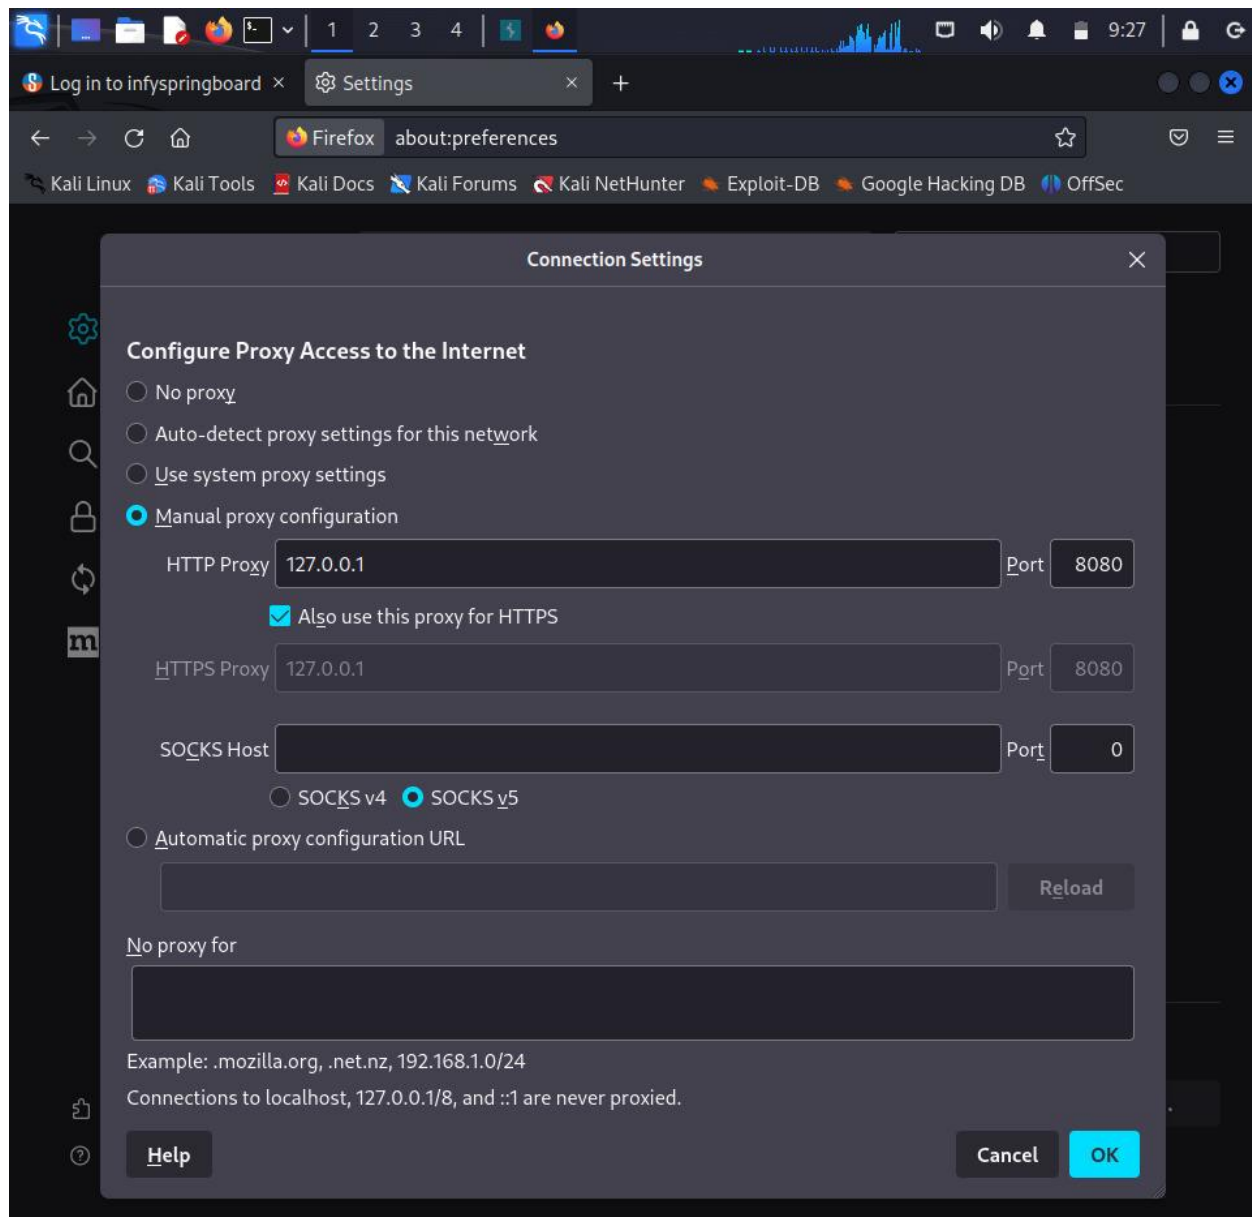 1 2 3 4 9:27
Log in to infyspringboard Settings
Firefox about:preferences
Kali Linux Kali Tools Kali Docs Kali Forums Kali NetHunter Exploit-DB Google Hacking DB OffSec
Connection Settings
Configure Proxy Access to the Internet
No proxy
Auto-detect proxy settings for this network
Use system proxy settings
Manual proxy configuration
HTTP Proxy 127.0.0.1 Port 8080
Also use this proxy for HTTPS
m
HTTPS Proxy 127.0.0.1 Port 8080
SOCKS Host Port 0
SOCKS v4 SOCKS v5
Automatic proxy configuration URL
Reload
No proxy for
Example: .mozilla.org, .net.nz, 192.168.1.0/24
Connections to localhost, 127.0.0.1/8, and ::1 are never proxied.
Help Cancel OK